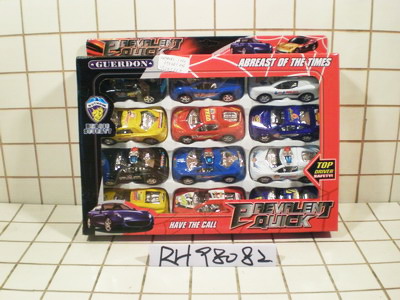 PREVALENT
QUICK
GUERDON
ABREAST OF THE TIMES
TOP
DRIVER
HAVE THE CALL
PREVALENT
QUICK
RH98082